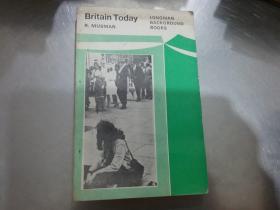 Britain Today
R. MUSMAN
LONGMAN
BACKGROUND
BOOKS